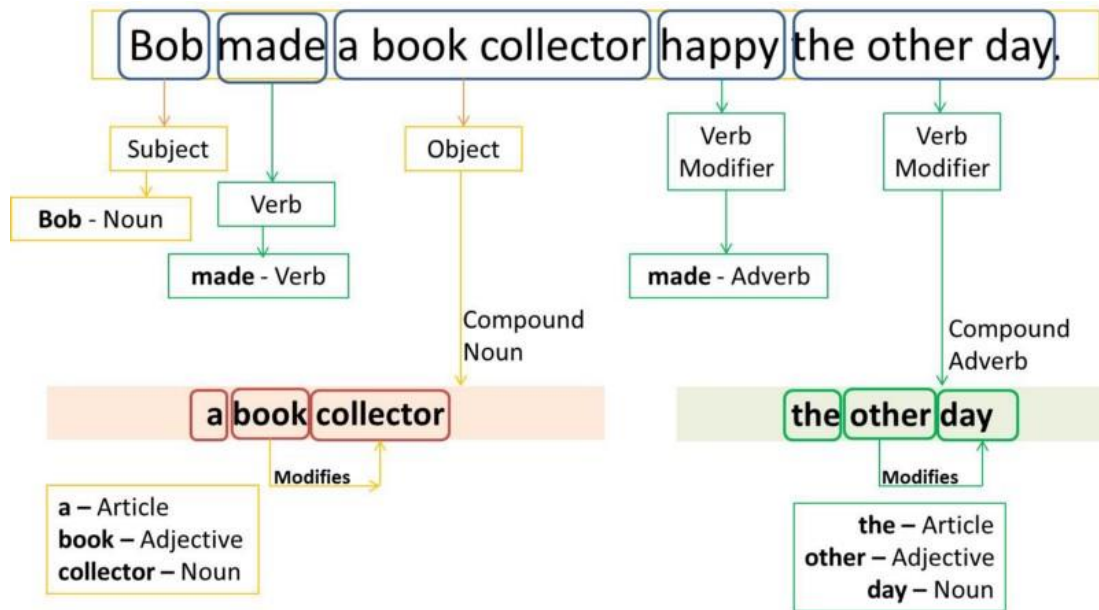 Bob made a book collector happy the other day.
Subject
Object
Verb
Modifier
Verb
Modifier
Bob - Noun
Verb
made - Verb
made - Adverb
Compound
Noun
Compound
Adverb
a book collector
the other day
Modifies
Modifies
a – Article
book – Adjective
collector – Noun
the – Article
other – Adjective
day – Noun